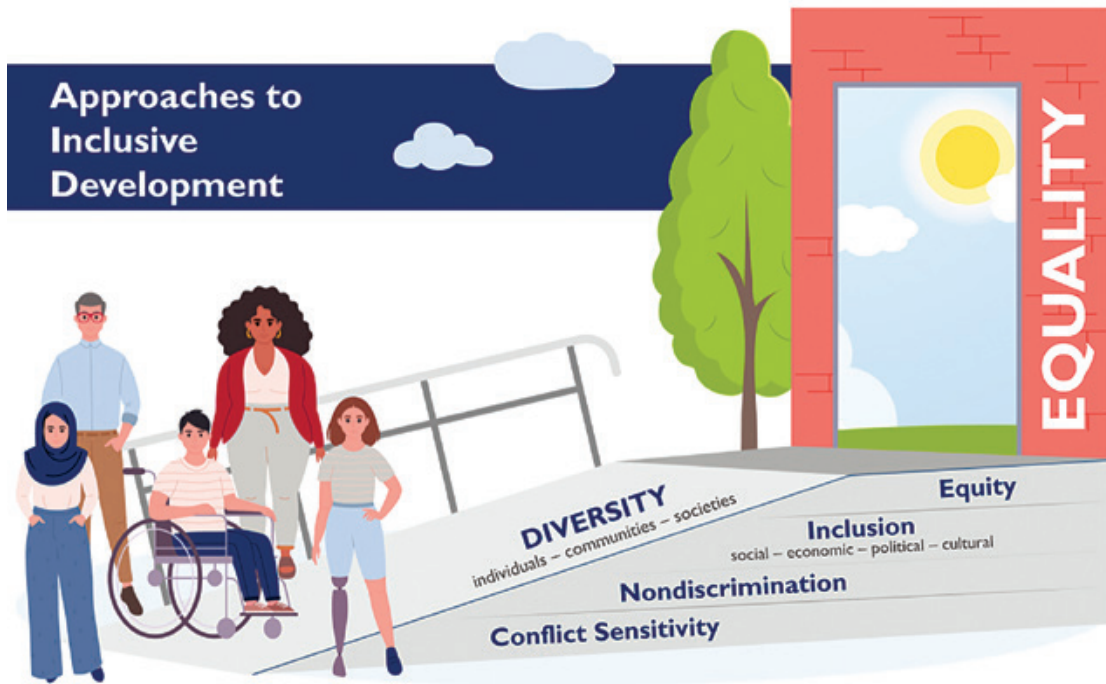 Approaches to
Inclusive
Development
EQUALITY
DIVERSITY
individuals – communities – societies
Equity
Inclusion
social – economic – political – cultural
Nondiscrimination
Conflict Sensitivity